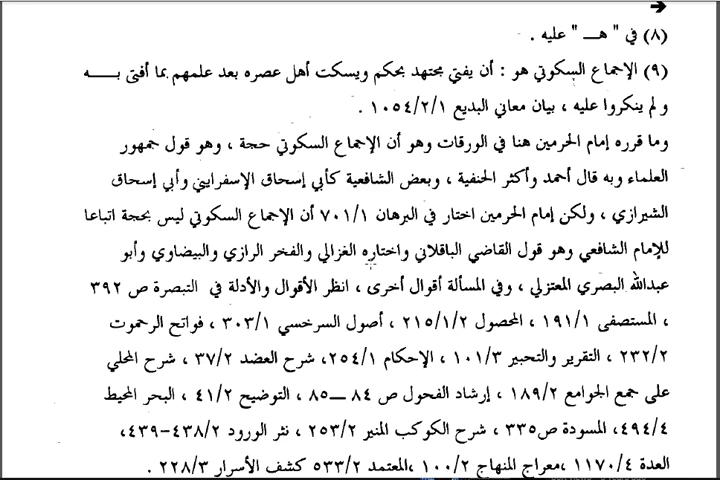 (٨) في " هـــ " عليه .
(٩) الإجماع السكوتي هو : أن يفتي مجتهد بحكم ويسكت أهل عصره بعد علمهم بما أفتى بـــــه
ولم ينكروا عليه ، بيان معاني البديع ١٠٥٤/٢/١ .
وما قرره إمام الحرمين هنا في الورقات وهو أن الإجماع السكوتي حجة ، وهو قول جمهور
العلماء وبه قال أحمد وأكثر الحنفية ، وبعض الشافعية كأبي إسحاق الإسفراييني وأبي إسحاق
الشيرازي ، ولكن إمام الحرمين اختار في البرهان ٧٠١/١ أن الإجماع السكوتي ليس بحجة اتباعا
للإمام الشافعي وهو قول القاضي الباقلاني واختاره الغزالي والفخر الرازي والبيضاوي وأبو
عبدالله البصري المعتزلي ، وفي المسألة أقوال أخرى ، انظر الأقوال والأدلة في التبصرة ص ٣٩٢
، المستصفى ١٩١/١ ، المحصول ٢١٥/١/٢ ، أصول السرخسي ٣٠٣/١ ، فواتح الرحموت
٢٣٢/٢ ، التقرير والتحبير ١٠١/٣ ، الإحكام ٢٥٤/١، شرح العضد ٣٧/٢ ، شرح المحلي
على جمع الجوامع ١٨٩/٢ ، إرشاد الفحول ص ٨٤ ــ٨٥ ، التوضيح ٤١/٢ ، البحر المحيط
٤٩٤/٤، المسودة ص٣٣٥ ، شرح الكوكب المنير ٢٥٣/٢ ، نثر الورود ٤٣٨/٢-٤٣٩،
العدة ١١٧٠/٤ ،معراج المنهاج ١٠٠/٢ ،المعتمد ٥٣٣/٢ كشف الأسرار ٢٢٨/٣ .